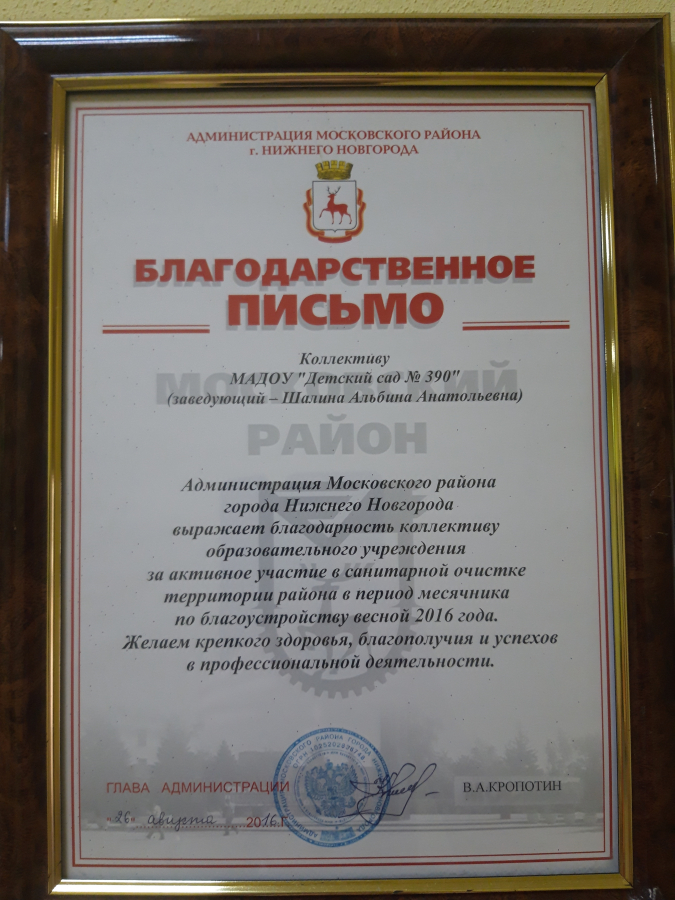 АДМИНИСТРАЦИЯ МОСКОВСКОГО РАЙОНА
г. НИЖНЕГО НОВГОРОДА
БЛАГОДАРСТВЕННОЕ
ПИСЬМО
Коллективу
МАДОУ "Детский сад № 390"
(заведующий – Шалина Альбина Анатольевна)
МОСКОВСКИЙ
РАЙОН
Администрация Московского района
города Нижнего Новгорода
выражает благодарность коллективу
образовательного учреждения
за активное участие в санитарной очистке
территории района в период месячника
по благоустройству весной 2016 года.
Желаем крепкого здоровья, благополучия и успехов
в профессиональной деятельности.
ГЛАВА АДМИНИСТРАЦИИ
В.А.КРОПОТИН
"26" августа 2016 г.